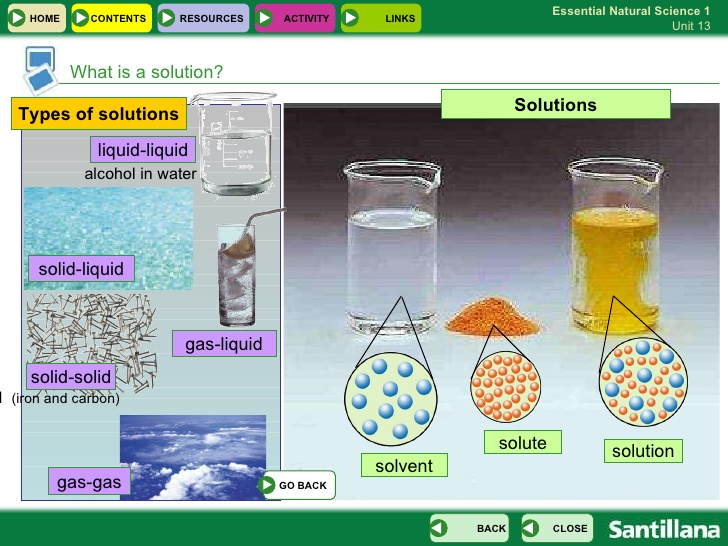 HOME
CONTENTS
RESOURCES
ACTIVITY
LINKS
Essential Natural Science 1
Unit 13
What is a solution?
Types of solutions
liquid-liquid
alcohol in water
solid-liquid
gas-liquid
solid-solid
l (iron and carbon)
gas-gas
Solutions
solvent
solute
solution
GO BACK
BACK
CLOSE
Santillana